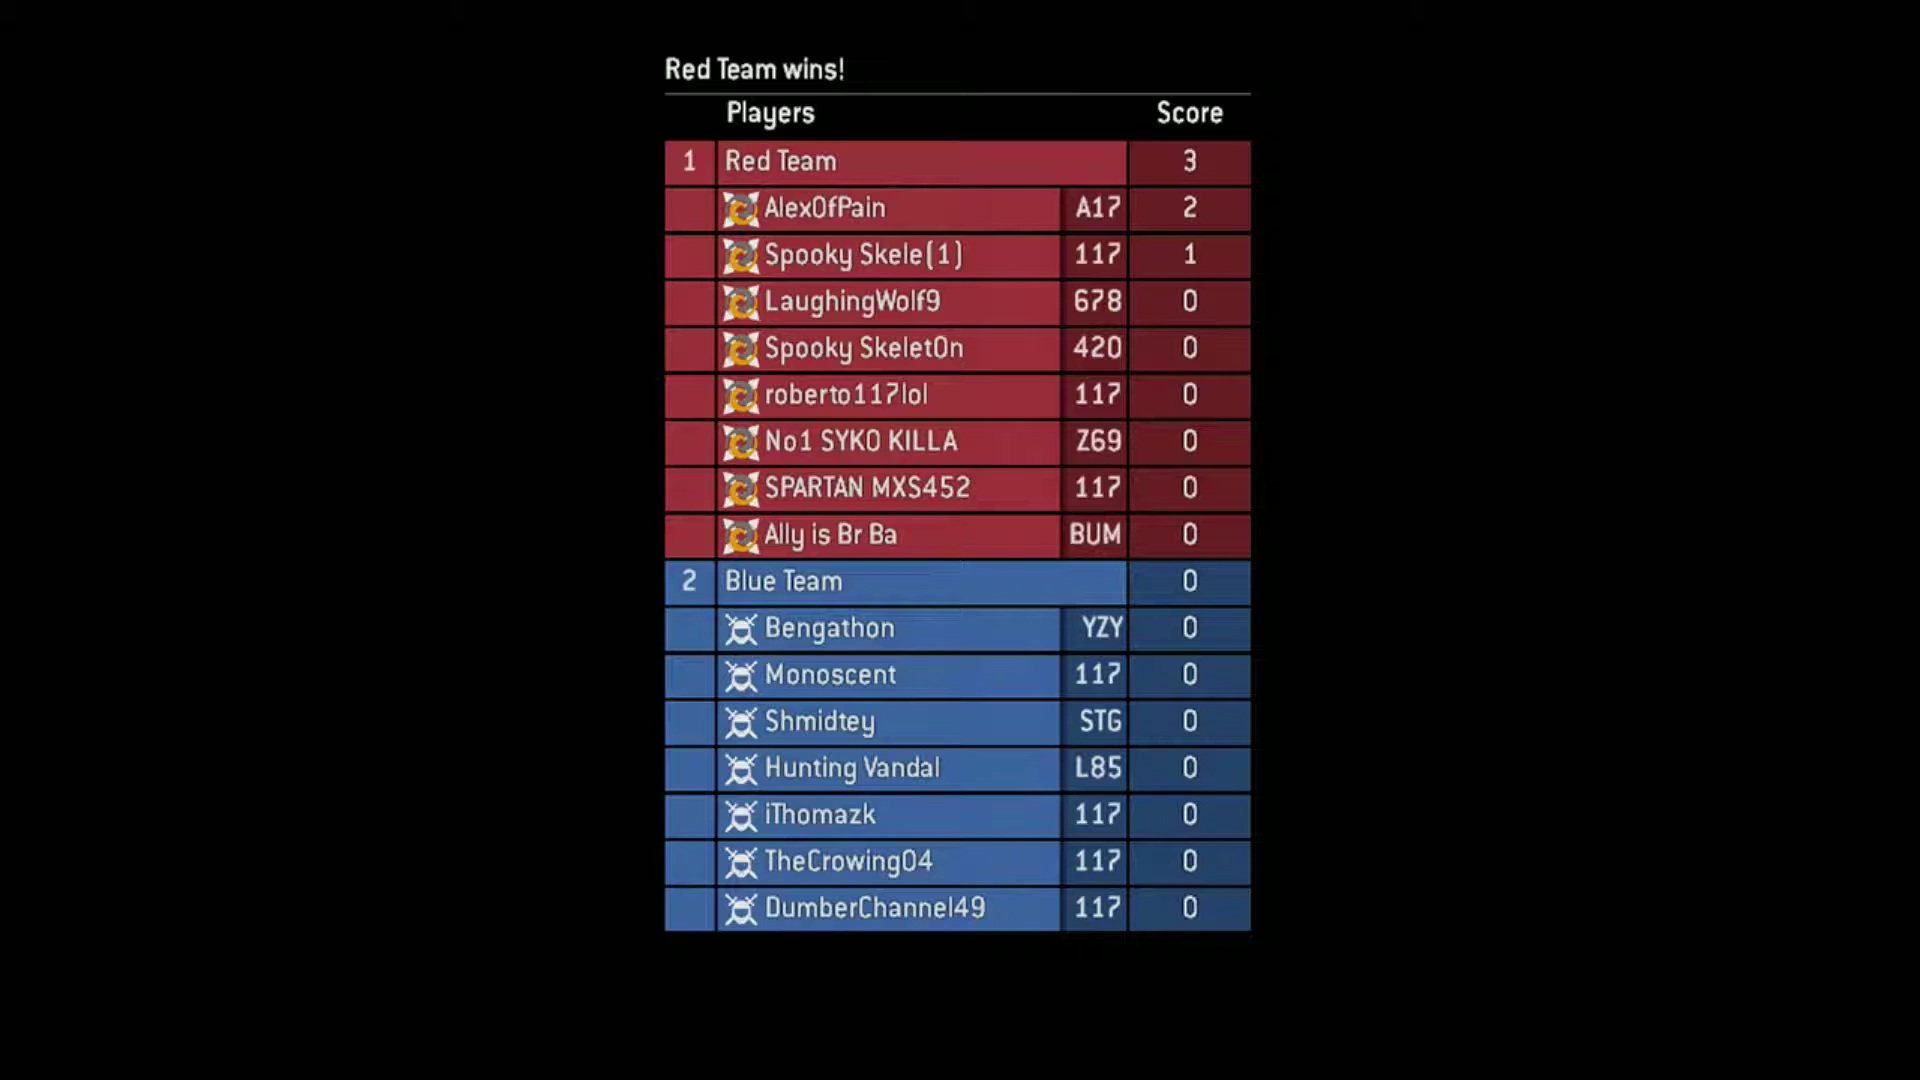 Red Team wins!
Players Score
1 Red Team 3
AlexOfPain A17 2
Spooky Skele(1) 117 1
LaughingWolf9 678 0
Spooky Skelet0n 420 0
roberto117lol 117 0
No1 SYKO KILLA Z69 0
SPARTAN MXS452 117 0
Ally is Br Ba BUM 0
2 Blue Team 0
Bengathon YZY 0
Monoscent 117 0
Shmidtey STG 0
Hunting Vandal L85 0
iThomazk 117 0
TheCrowing04 117 0
DumberChannel49 117 0